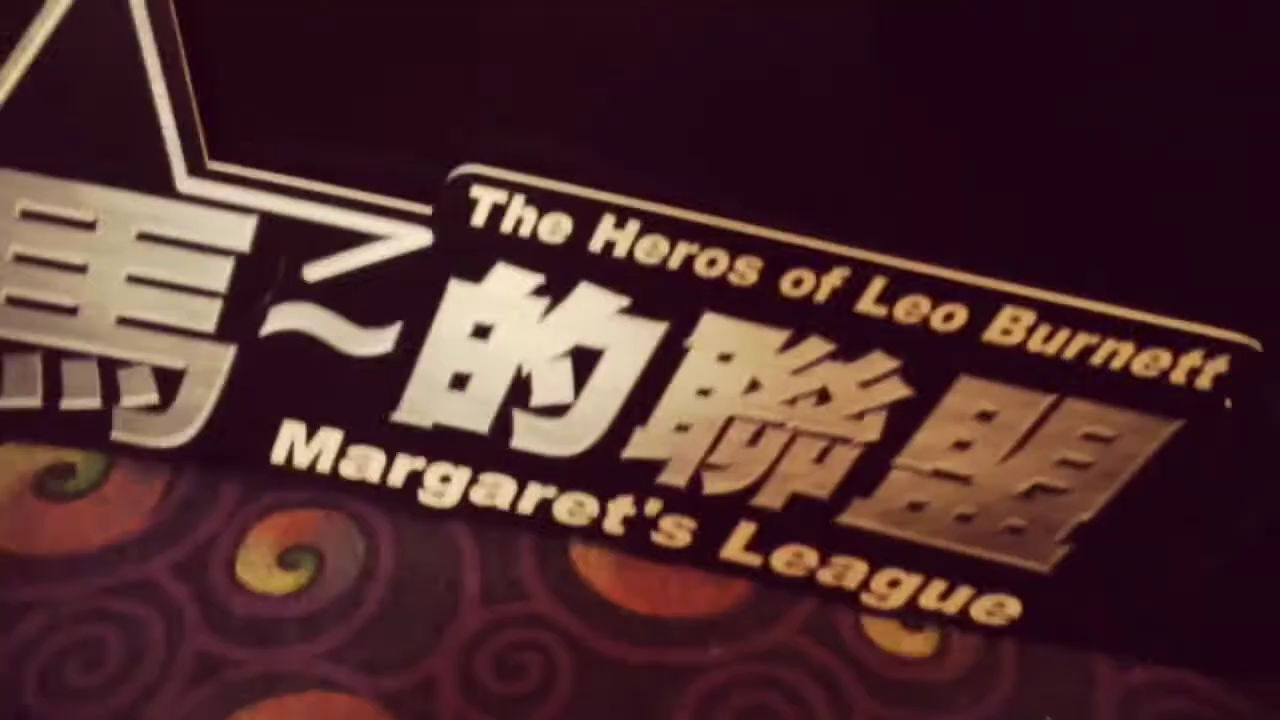 The Heros of Leo Burnett
馬~的聯盟
Margaret's League